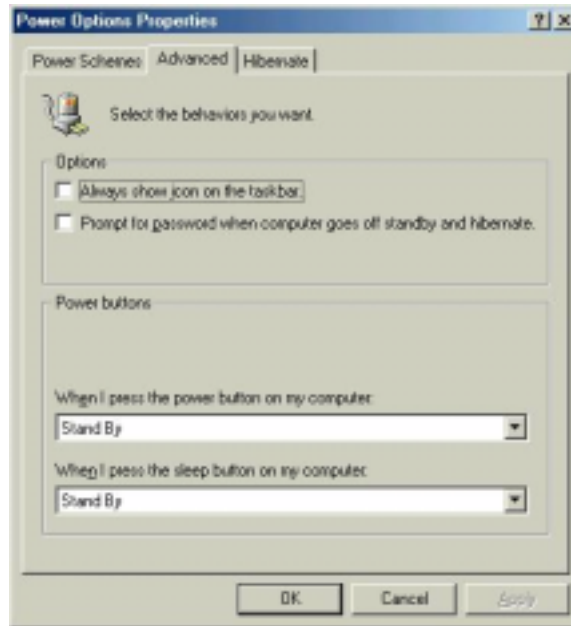 Power Options Properties
Power Schemes
Advanced
Hibernate
Select the behaviors you want.
Options
Always show icon on the taskbar.
Prompt for password when computer goes off standby and hibernate.
Power buttons
When I press the power button on my computer:
Stand By
When I press the sleep button on my computer:
Stand By
OK
Cancel
Apply